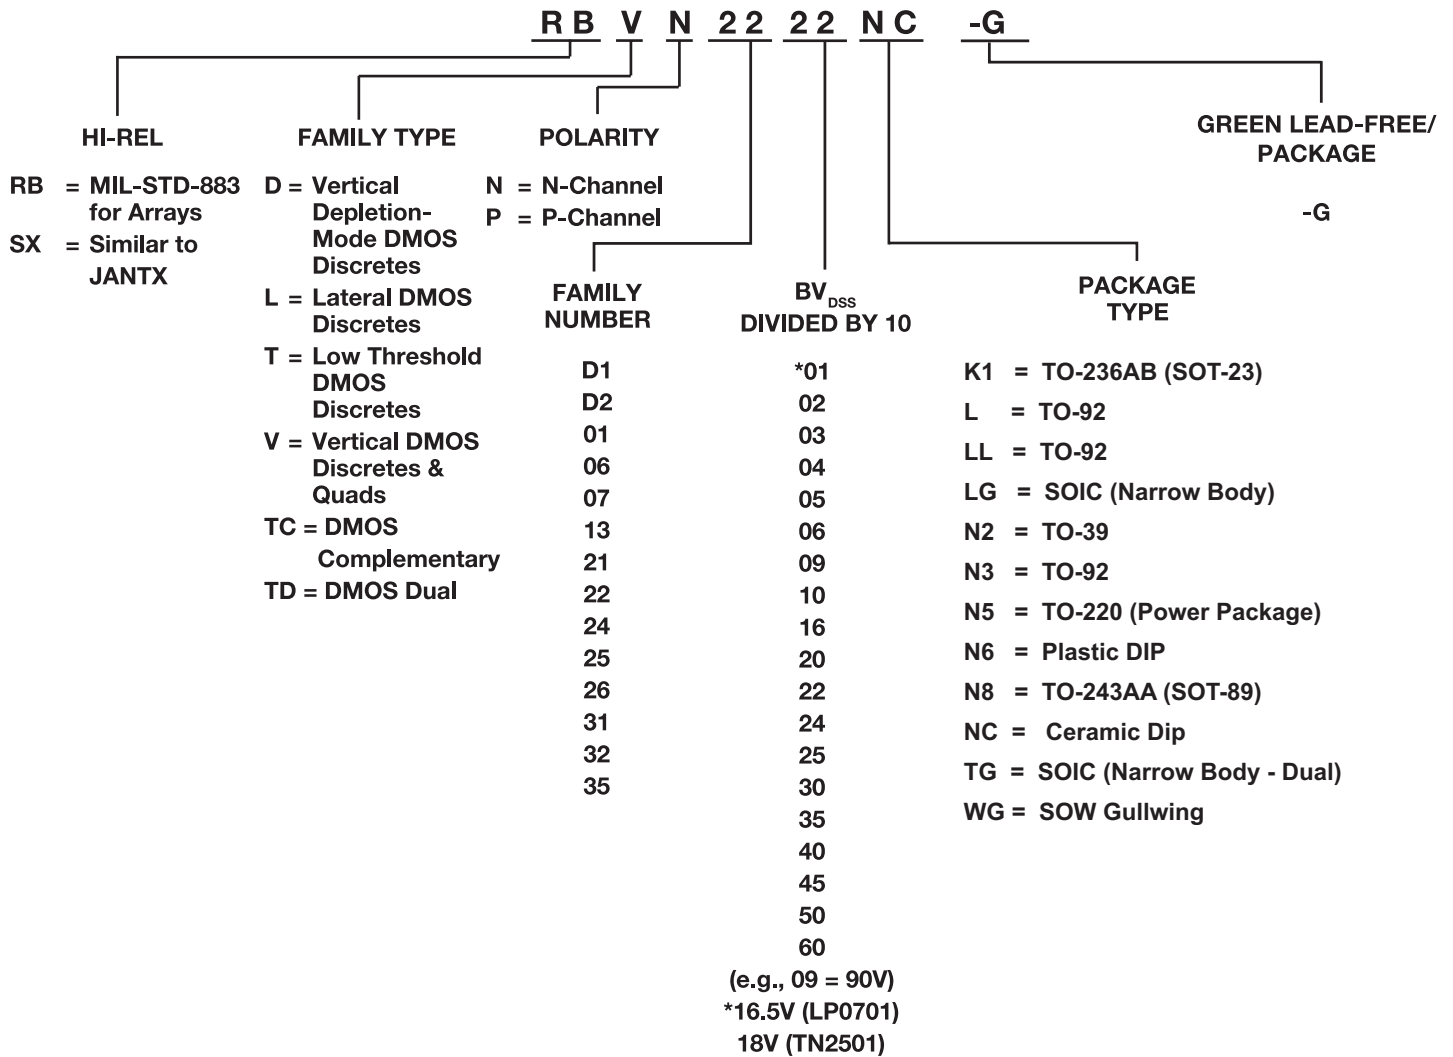 RB V N 22 22 NC -G
HI-REL
RB = MIL-STD-883
for Arrays
SX = Similar to
JANTX
FAMILY TYPE
D = Vertical
Depletion-
Mode DMOS
Discretes
L = Lateral DMOS
Discretes
T = Low Threshold
DMOS
Discretes
V = Vertical DMOS
Discretes &
Quads
TC = DMOS
Complementary
TD = DMOS Dual
POLARITY
N = N-Channel
P = P-Channel
FAMILY
NUMBER
D1
D2
01
06
07
13
21
22
24
25
26
31
32
35
BVDSS
DIVIDED BY 10
*01
02
03
04
05
06
09
10
16
20
22
24
25
30
35
40
45
50
60
(e.g., 09 = 90V)
*16.5V (LP0701)
18V (TN2501)
PACKAGE
TYPE
K1 = TO-236AB (SOT-23)
L = TO-92
LL = TO-92
LG = SOIC (Narrow Body)
N2 = TO-39
N3 = TO-92
N5 = TO-220 (Power Package)
N6 = Plastic DIP
N8 = TO-243AA (SOT-89)
NC = Ceramic Dip
TG = SOIC (Narrow Body - Dual)
WG = SOW Gullwing
GREEN LEAD-FREE/
PACKAGE
-G